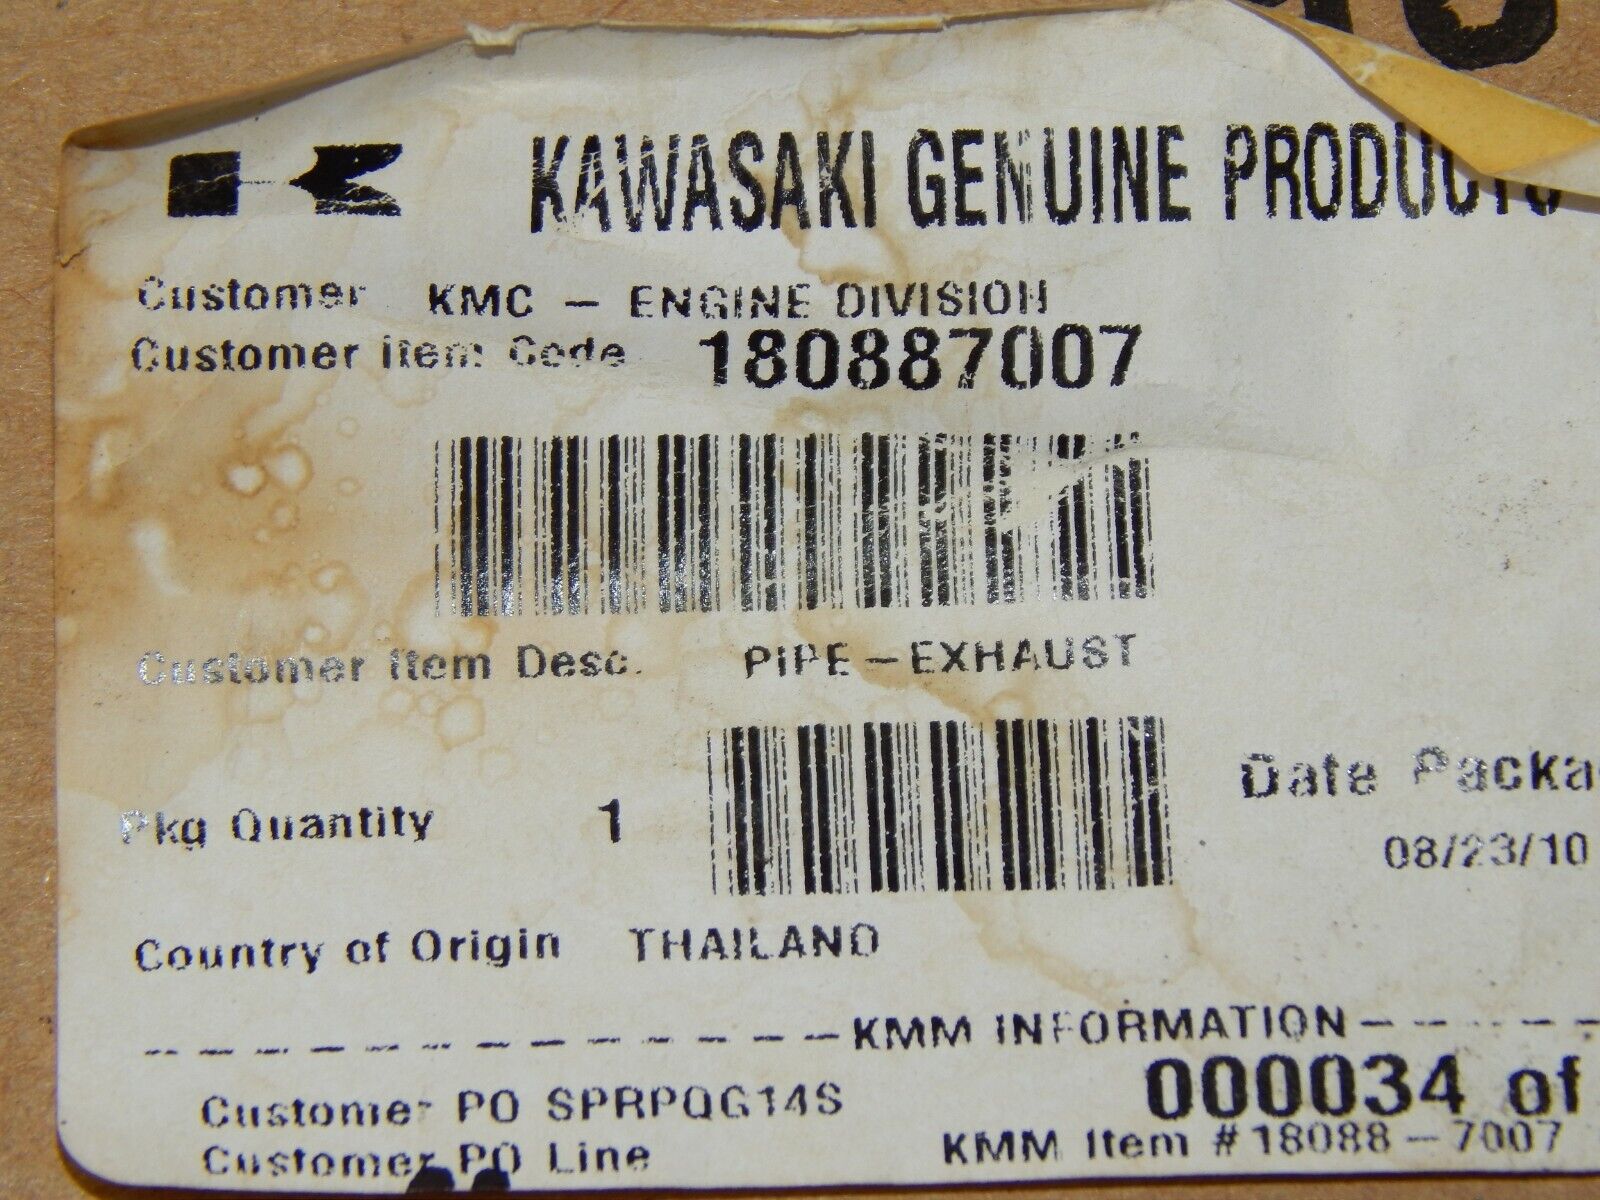 KAWASAKI GENUINE PRODUCTS
Customer KMC - ENGINE DIVISION
Customer Item Code 180887007
Customer Item Desc. PIPE-EXHAUST
Pkg Quantity 1
Date Packa
08/23/10
Country of Origin THAILAND
- - - - - - - - - - - - - KMM INFORMATION - - - - -
000034 of
Customer PO SPRPQG14S
Customer PO Line
KMM Item #18088-7007